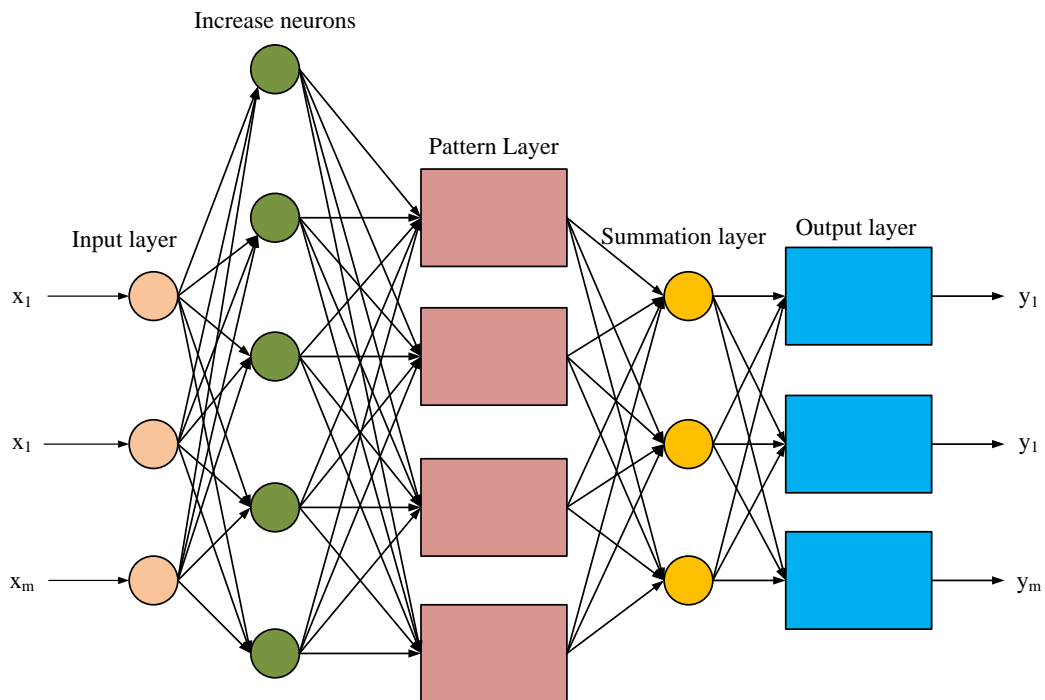 Increase neurons
Pattern Layer
Input layer
Summation layer
Output layer
x1
y1
x1
y1
xm
ym